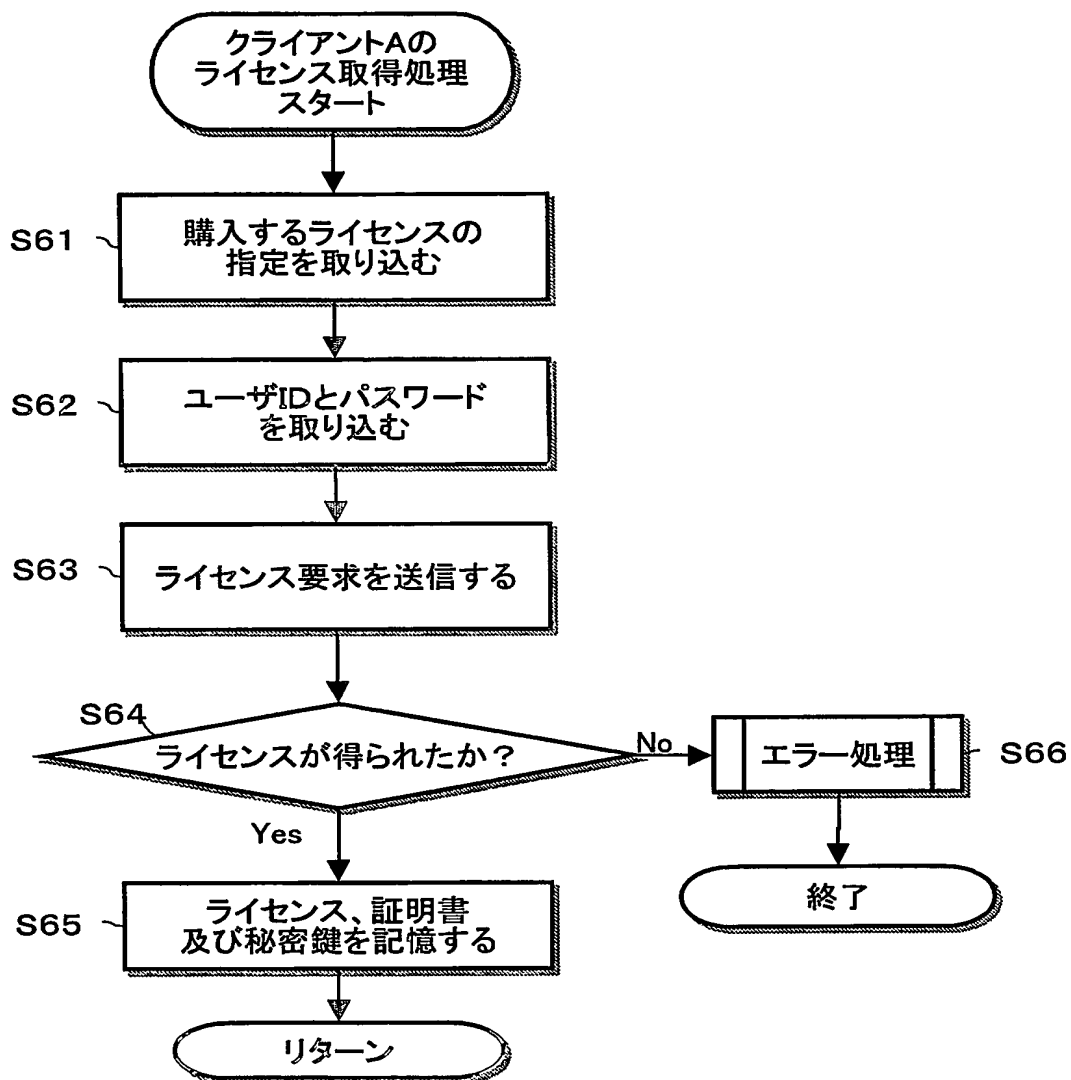 クライアントAの
ライセンス取得処理
スタート
S61
購入するライセンスの
指定を取り込む
S62
ユーザIDとパスワード
を取り込む
S63
ライセンス要求を送信する
S64
ライセンスが得られたか？
No
エラー処理
S66
Yes
終了
S65
ライセンス、証明書
及び秘密鍵を記憶する
リターン